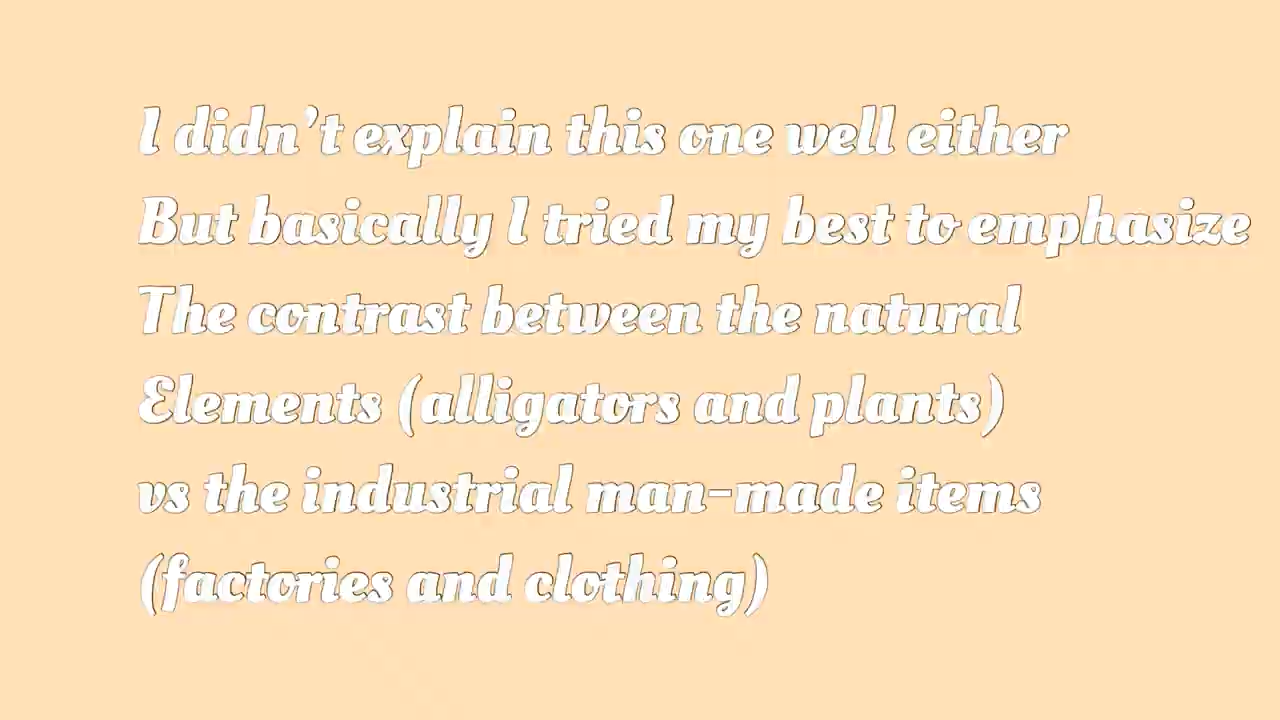 I didn't explain this one well either
But basically I tried my best to emphasize
The contrast between the natural
Elements (alligators and plants)
vs the industrial man-made items
(factories and clothing)